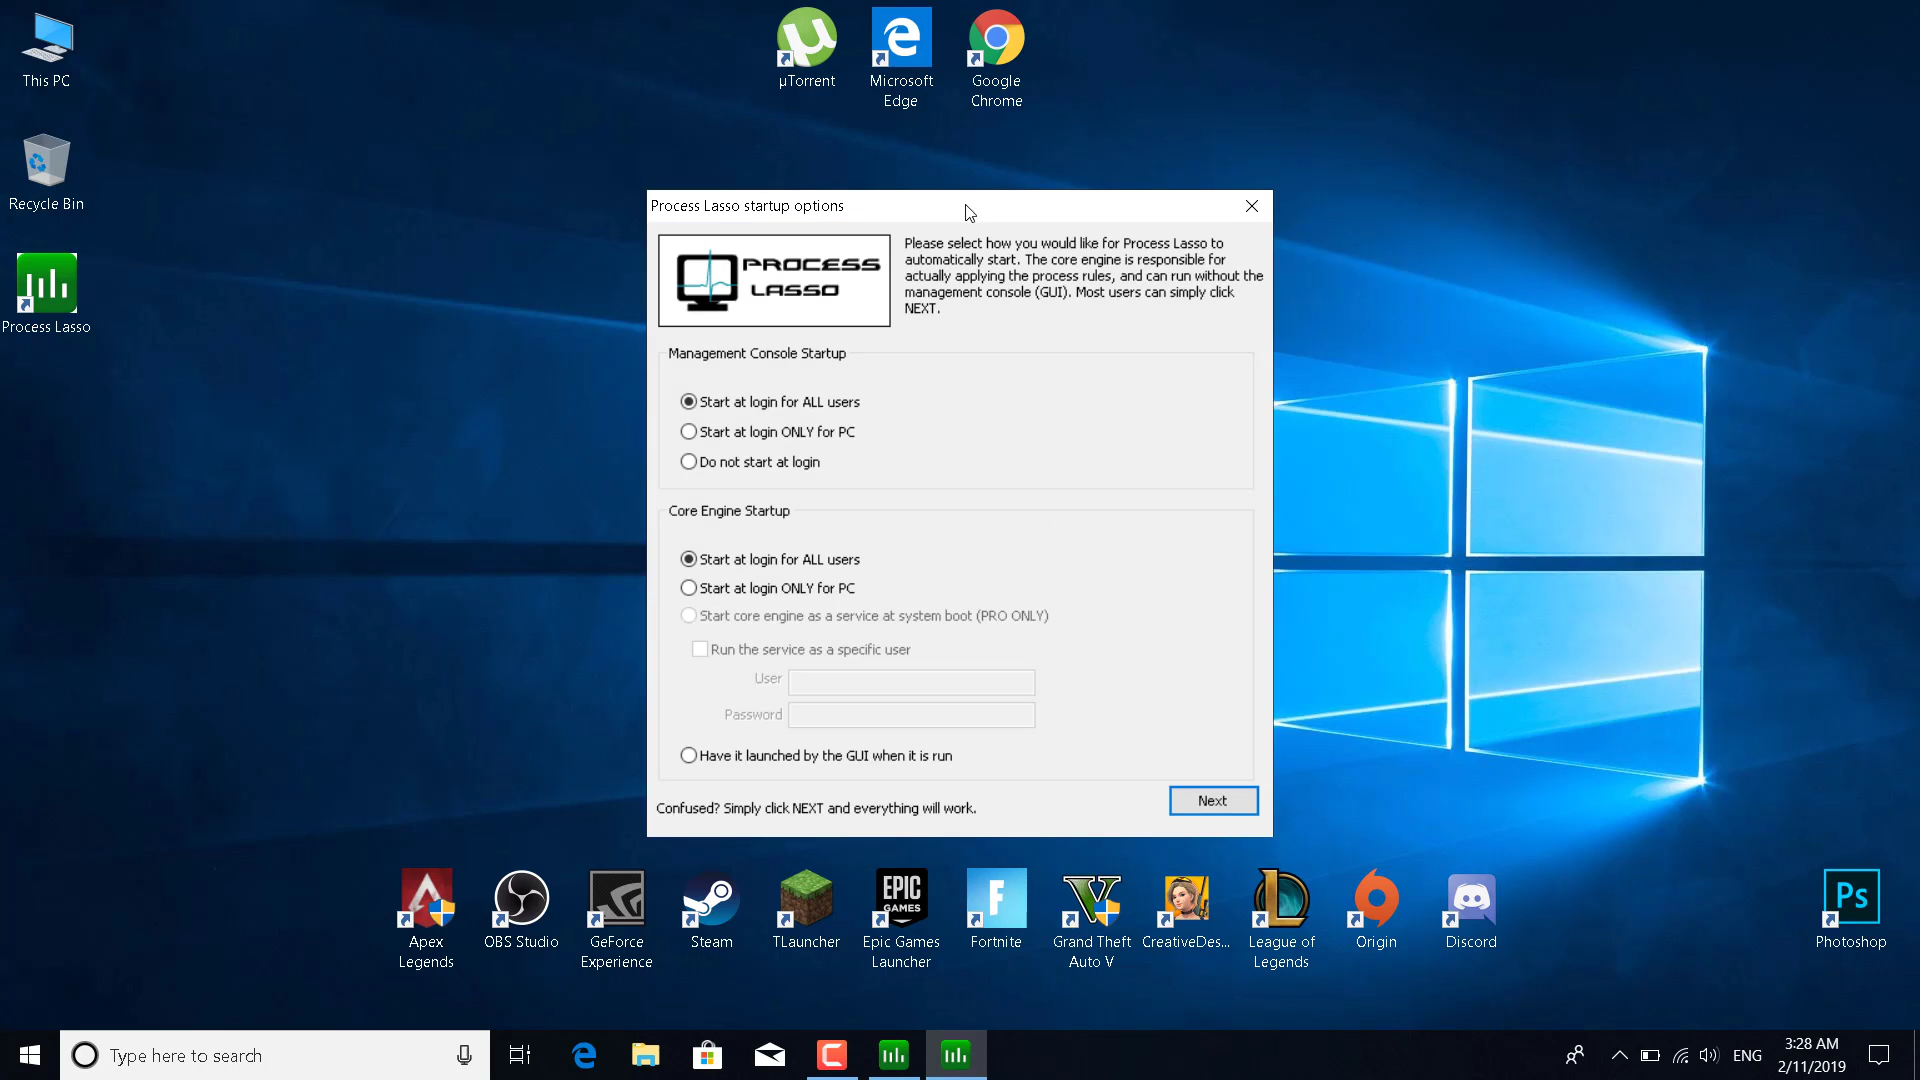 This PC
µTorrent
Microsoft
Edge
Google
Chrome
Recycle Bin
Process Lasso
Process Lasso startup options
PROCESS
LASSO
Please select how you would like for Process Lasso to
automatically start. The core engine is responsible for
actually applying the process rules, and can run without the
management console (GUI). Most users can simply click
NEXT.
Management Console Startup
Start at login for ALL users
Start at login ONLY for PC
Do not start at login
Core Engine Startup
Start at login for ALL users
Start at login ONLY for PC
Start core engine as a service at system boot (PRO ONLY)
Run the service as a specific user
User
Password
Have it launched by the GUI when it is run
Confused? Simply click NEXT and everything will work.
Next
EPIC
GAMES
F
V
L
Ps
Apex
Legends
OBS Studio
GeForce
Experience
Steam
TLauncher
Epic Games
Launcher
Fortnite
Grand Theft
Auto V
CreativeDes...
League of
Legends
Origin
Discord
Photoshop
Type here to search
ENG
3:28 AM
2/11/2019